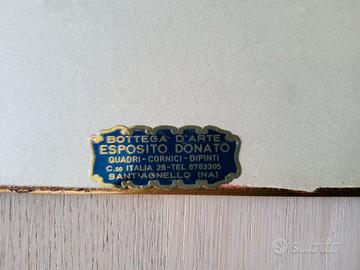 BOTTEGA D'ARTE
ESPOSITO DONATO
QUADRI - CORNICI - DIPINTI
C.so ITALIA 28 - TEL 8783305
SANT'AGNELLO (NA)
subito